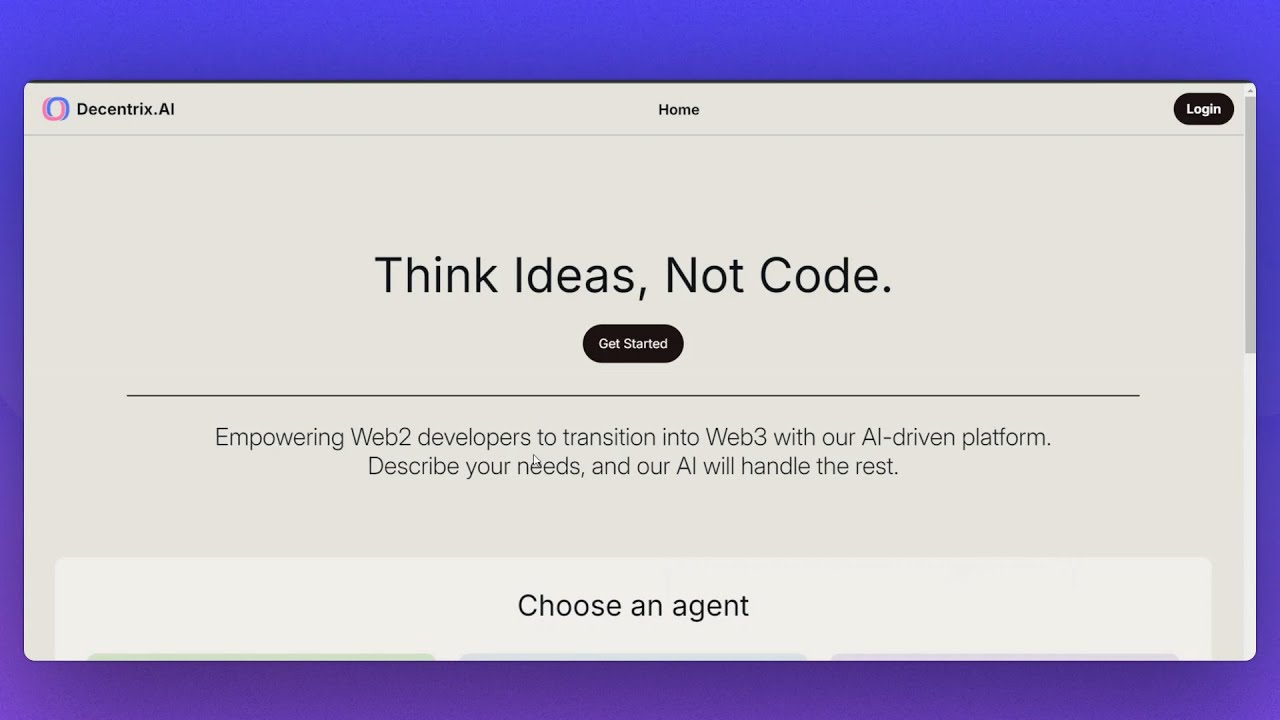 Decentrix.AI
Home
Login
Think Ideas, Not Code.
Get Started
Empowering Web2 developers to transition into Web3 with our AI-driven platform.
Describe your needs, and our AI will handle the rest.
Choose an agent